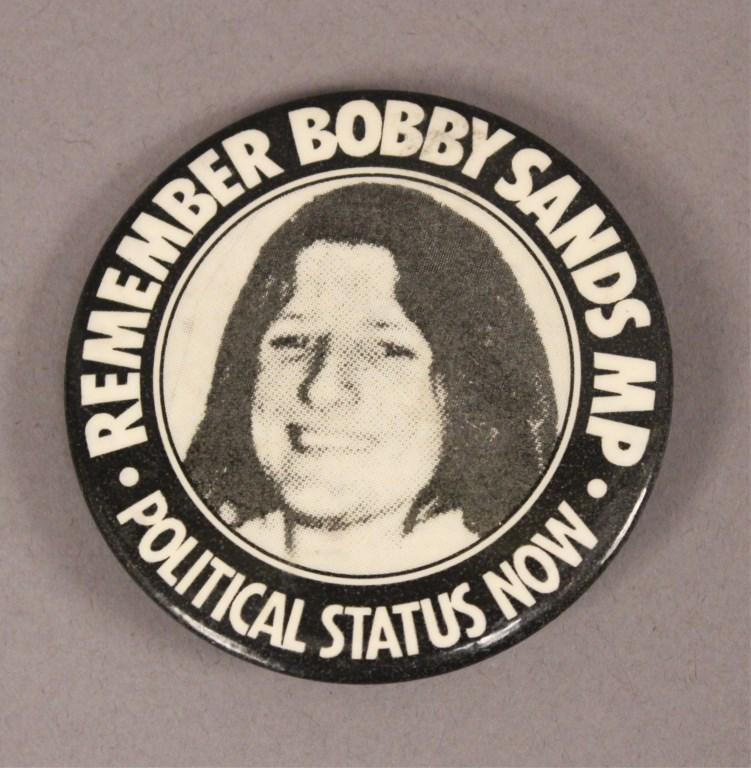 REMEMBER BOBBY SANDS MP
• POLITICAL STATUS NOW •